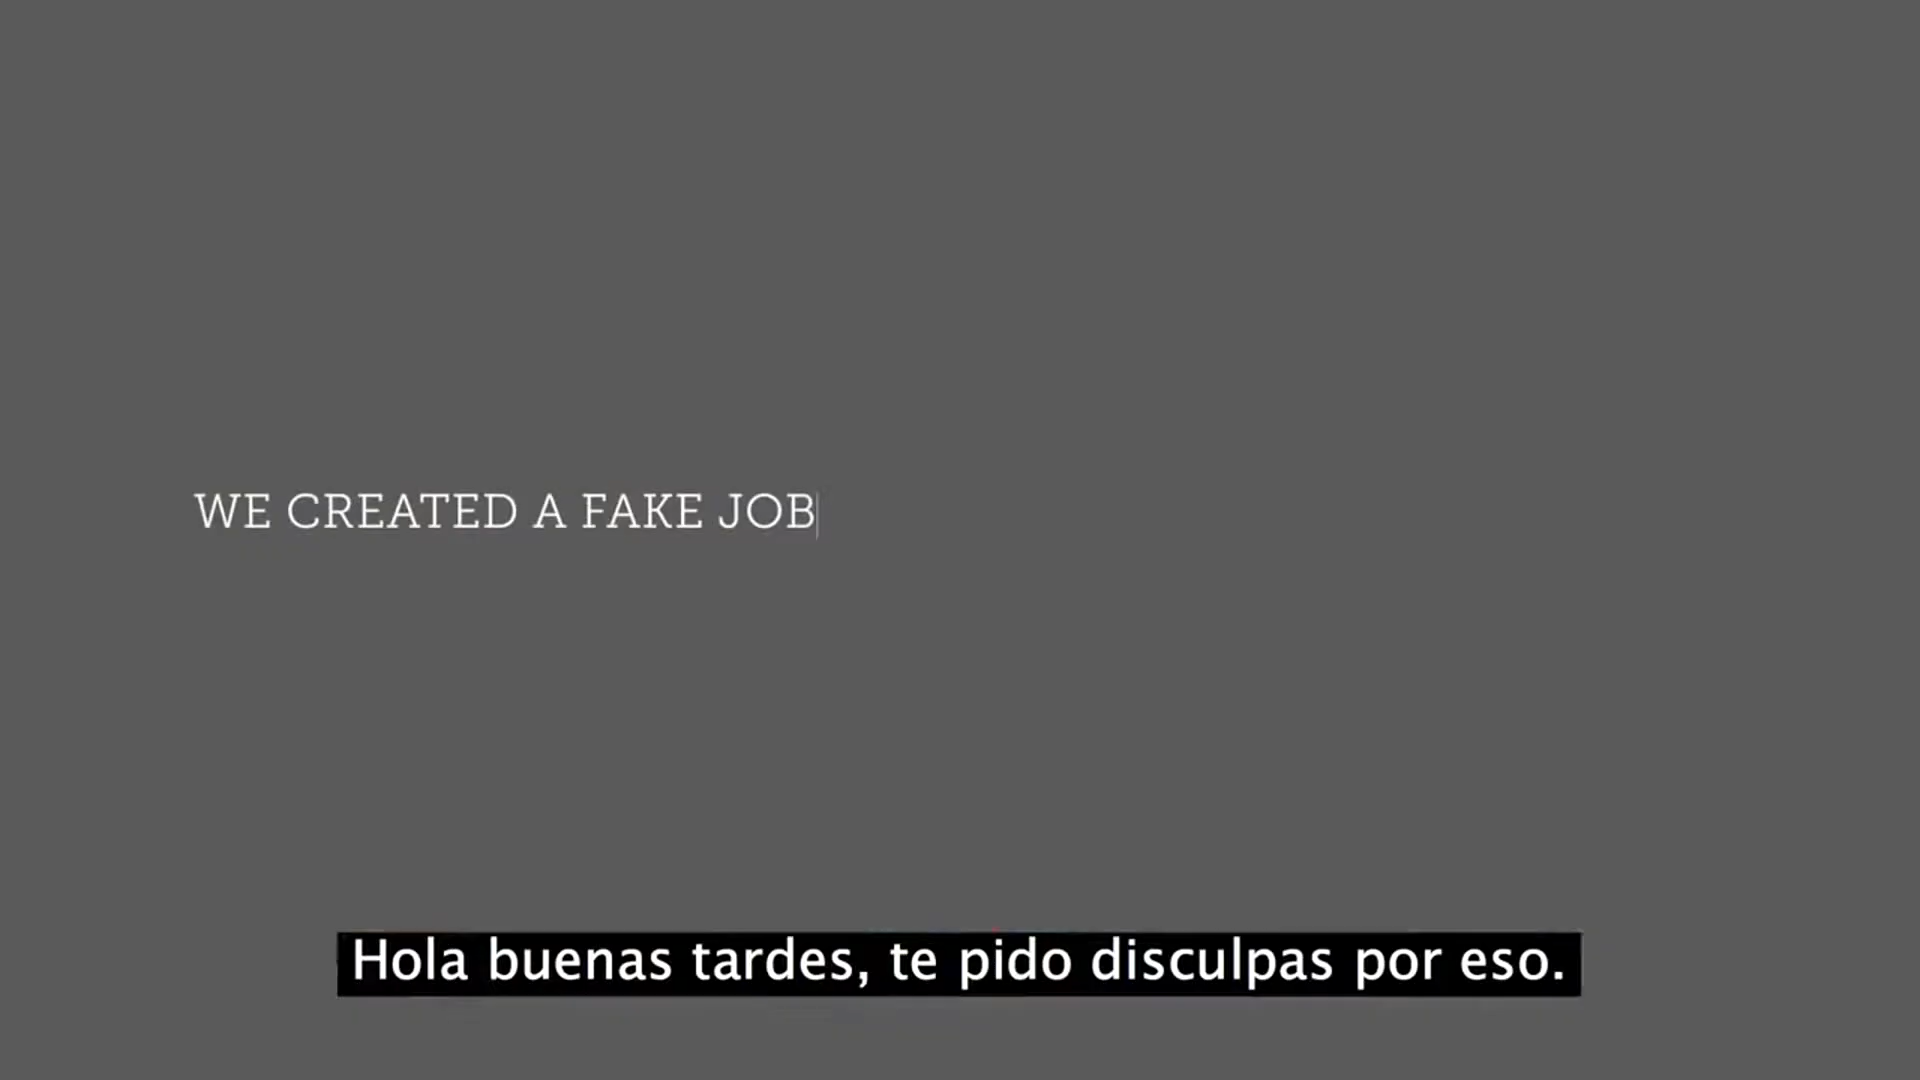 WE CREATED A FAKE JOB
Hola buenas tardes, te pido disculpas por eso.